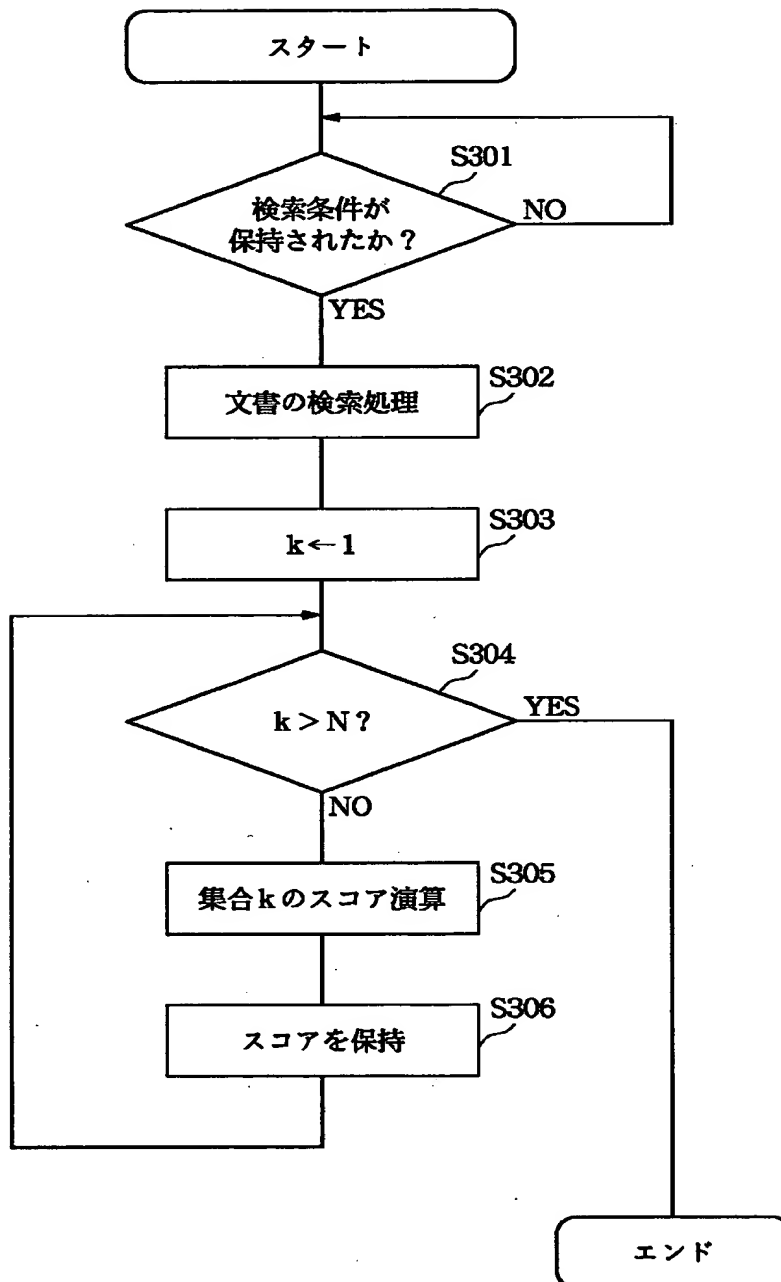 スタート
S301
検索条件が
保持されたか？
NO
YES
S302
文書の検索処理
S303
k←1
S304
k＞N？
YES
NO
S305
集合kのスコア演算
S306
スコアを保持
エンド